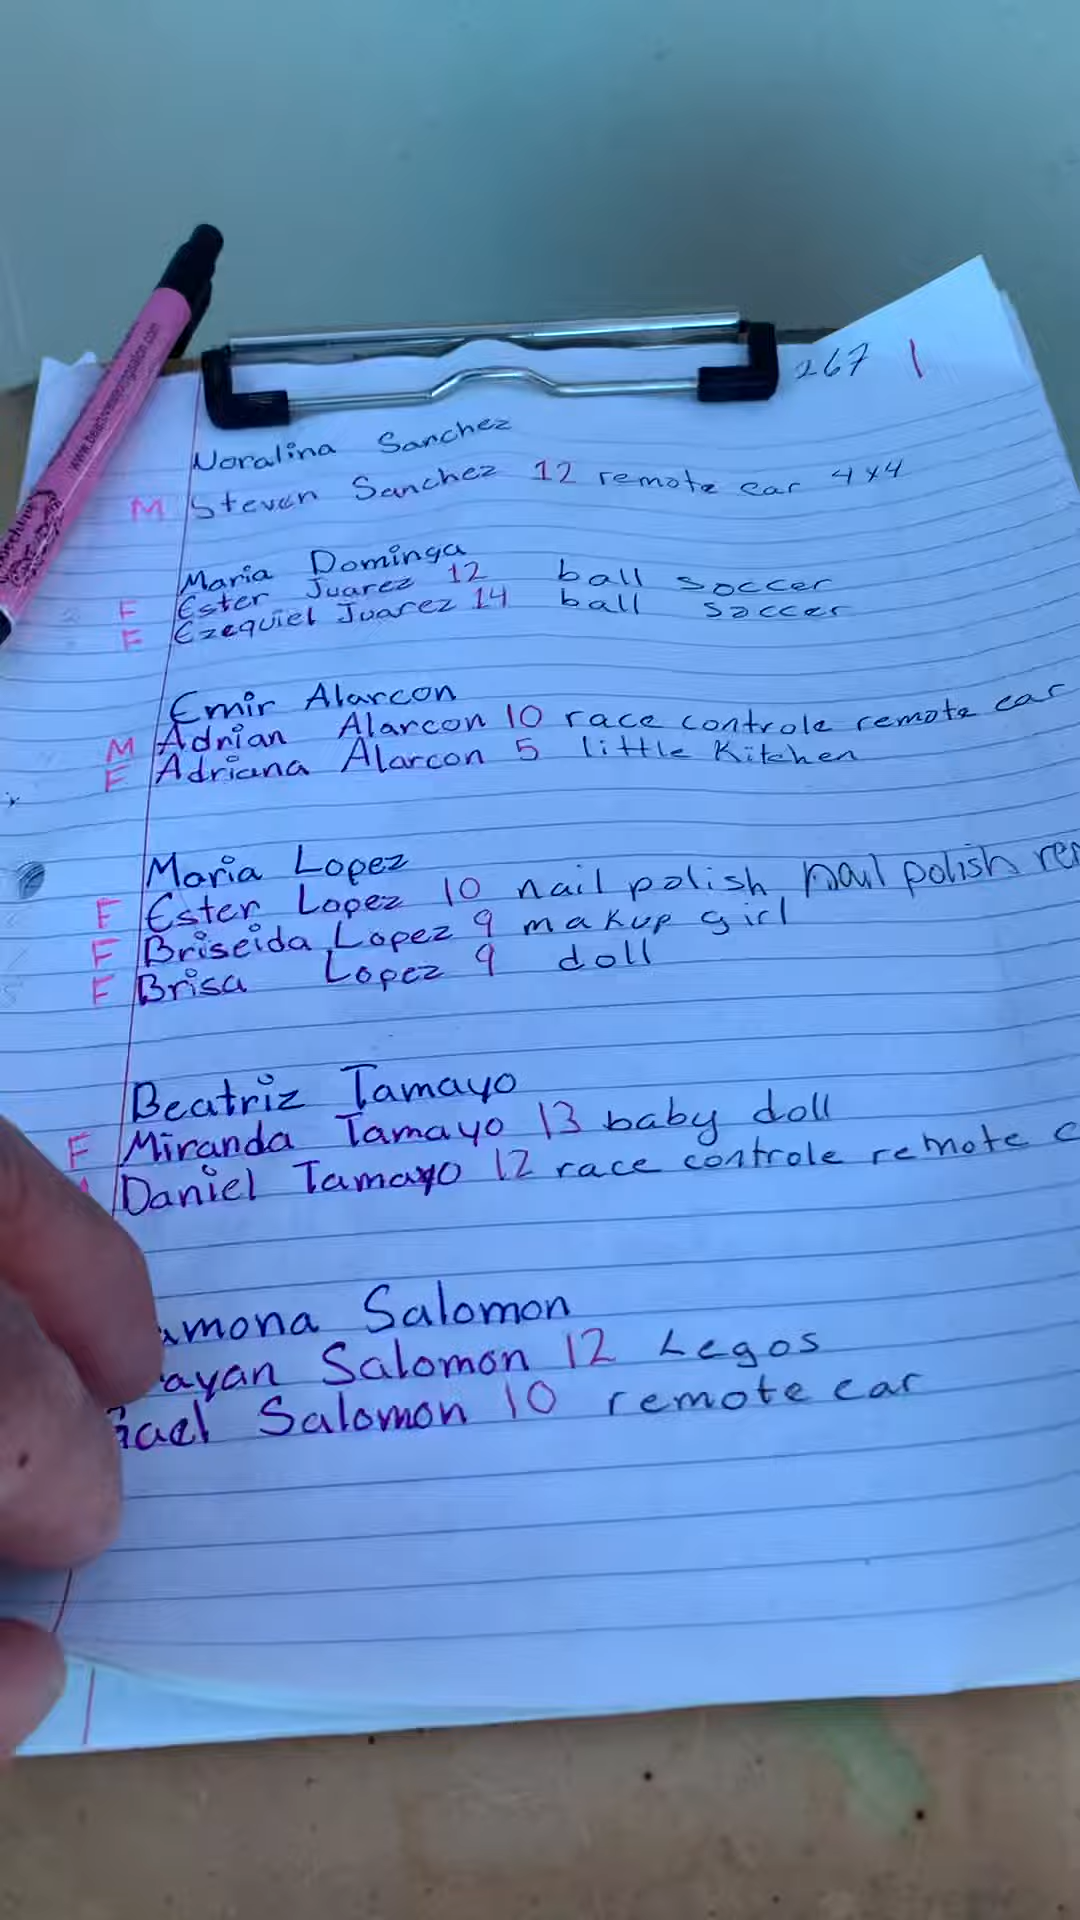 267 1
Noralina Sanchez
M Steven Sanchez 12 remote car 4x4
Maria Dominga
F Ester Juarez 12 ball soccer
F Ezequiel Juarez 14 ball soccer
Emir Alarcon
M Adrian Alarcon 10 race controle remote car
F Adriana Alarcon 5 little Kitchen
Maria Lopez
F Ester Lopez 10 nail polish nail polish
F Briseida Lopez 9 makup girl
F Brisa Lopez 9 doll
Beatriz Tamayo
F Miranda Tamayo 13 baby doll
Daniel Tamayo 12 race controle remote
amona Salomon
ayan Salomon 12 Legos
ael Salomon 10 remote car